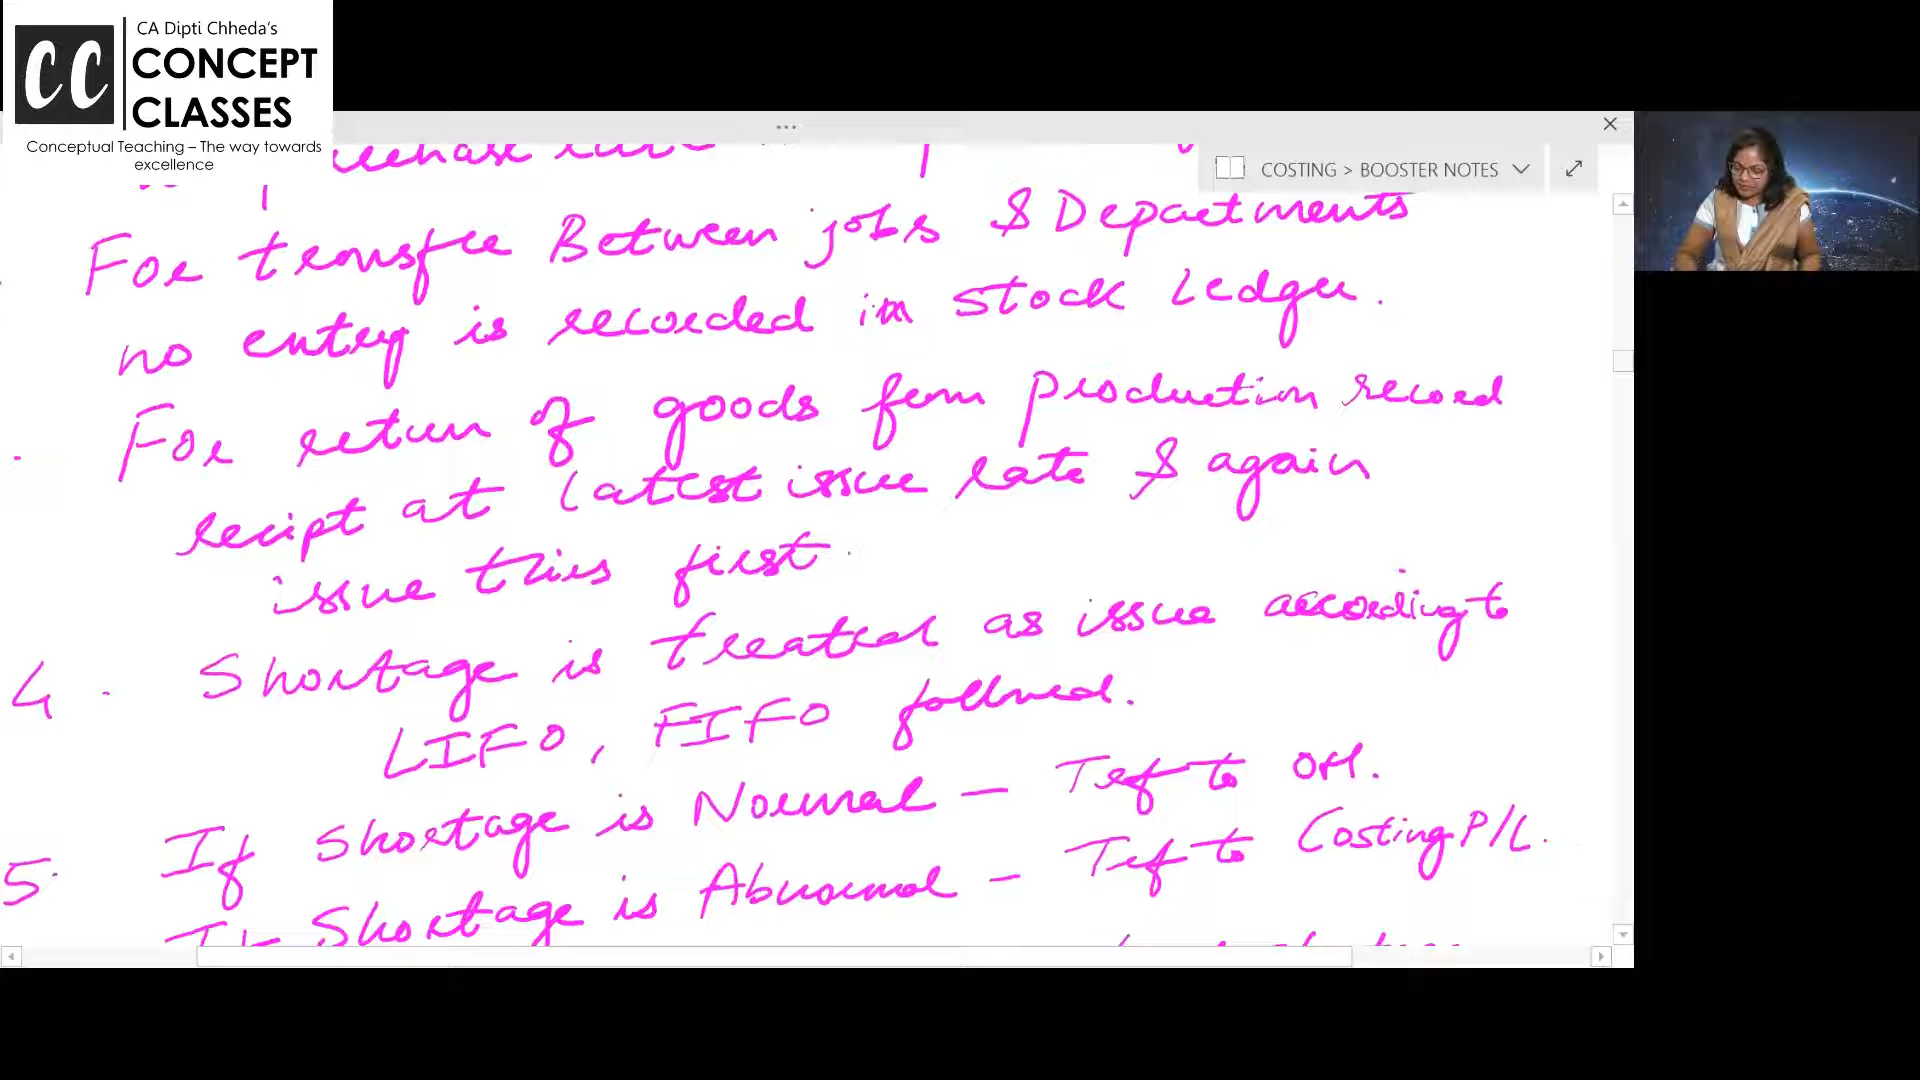 CA Dipti Chheda's
CC CONCEPT
CLASSES
Conceptual Teaching – The way towards
excellence
COSTING > BOOSTER NOTES
For transfer Between jobs & Departments
no entry is recorded in Stock Ledger.
For return of goods from production record
recipt at latest issue rate & again
issue this first.
4. Shortage is treated as issue according to
LIFO, FIFO followed.
5. If Shortage is Normal – Trf to OH.
If Shortage is Abnormal – Trf to Costing P/L.